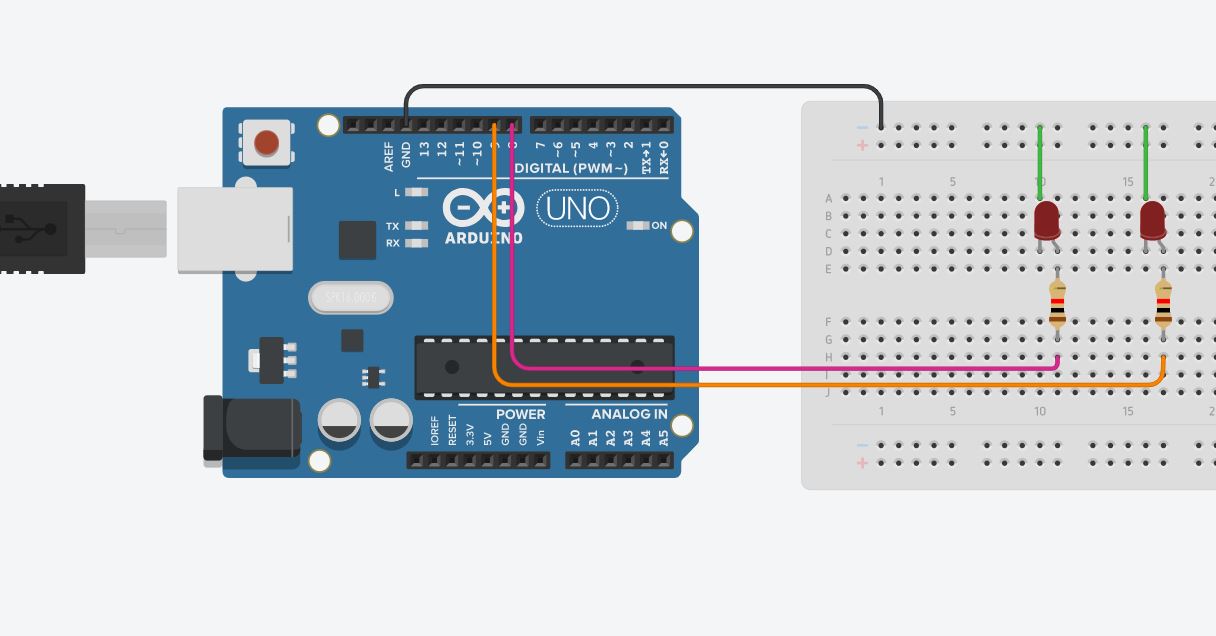 AREF
GND
13
12
~11
~10
9
8
7
~6
~5
4
~3
2
TX→1
RX←0
DIGITAL (PWM~)
L
TX
RX
UNO
ON
ARDUINO
SPK16.000G
POWER
ANALOG IN
IOREF
RESET
3.3V
5V
GND
GND
Vin
A0
A1
A2
A3
A4
A5
− 
+
1 5 10 15 2
A
B
C
D
E
F
G
H
I
J
1 5 10 15 2
−
+